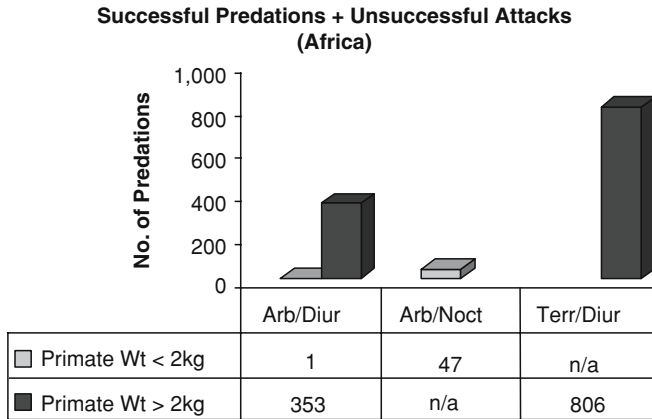 Successful Predations + Unsuccessful Attacks
(Africa)
No. of Predations
1,000
800
600
400
200
0
Arb/Diur Arb/Noct Terr/Diur
Primate Wt < 2kg 1 47 n/a
Primate Wt > 2kg 353 n/a 806